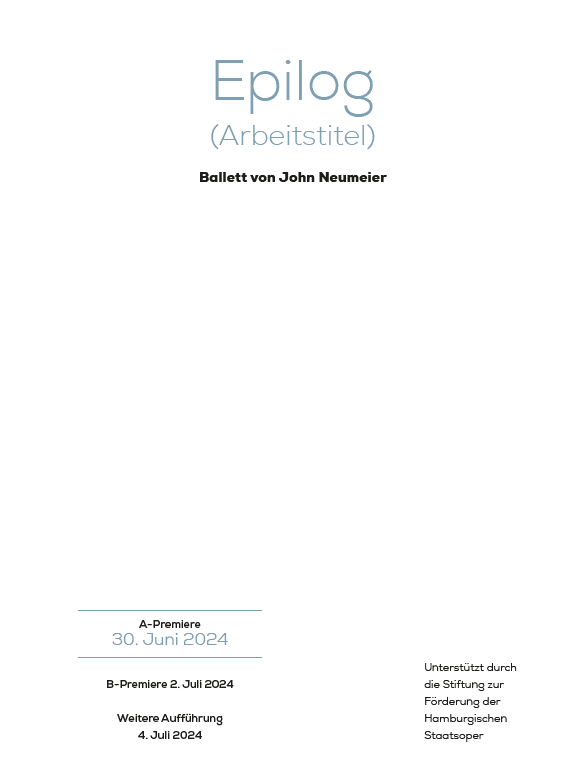 Epilog
(Arbeitstitel)
Ballett von John Neumeier
A-Premiere
30. Juni 2024
B-Premiere 2. Juli 2024
Weitere Aufführung
4. Juli 2024
Unterstützt durch
die Stiftung zur
Förderung der
Hamburgischen
Staatsoper